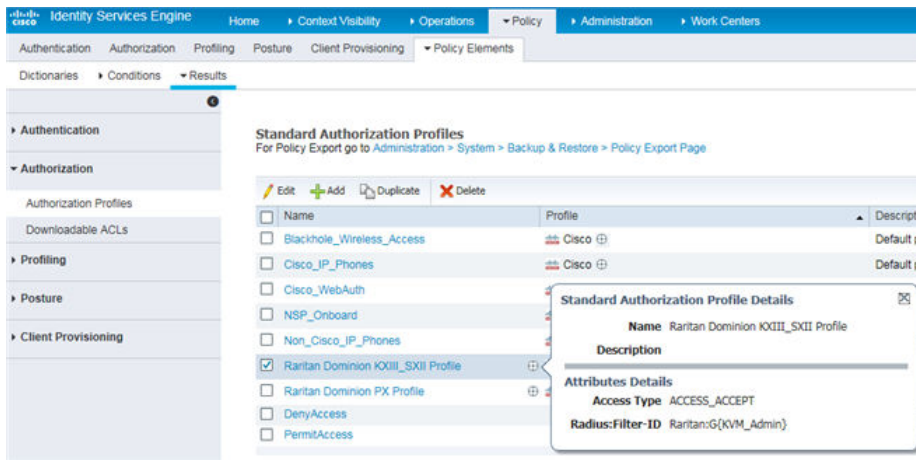 cisco Identity Services Engine Home Context Visibility Operations Policy Administration Work Centers
Authentication Authorization Profiling Posture Client Provisioning Policy Elements
Dictionaries Conditions Results
Authentication
Authorization
Authorization Profiles
Downloadable ACLs
Profiling
Posture
Client Provisioning
Standard Authorization Profiles
For Policy Export go to Administration > System > Backup & Restore > Policy Export Page
Edit Add Duplicate Delete
Name Profile Descript
Blackhole_Wireless_Access Cisco Default
Cisco_IP_Phones Cisco Default
Cisco_WebAuth
NSP_Onboard
Non_Cisco_IP_Phones
Raritan Dominion KXIII_SXII Profile
Raritan Dominion PX Profile
DenyAccess
PermitAccess
Standard Authorization Profile Details
Name Raritan Dominion KXIII_SXII Profile
Description
Attributes Details
Access Type ACCESS_ACCEPT
Radius:Filter-ID Raritan:G{KVM_Admin}